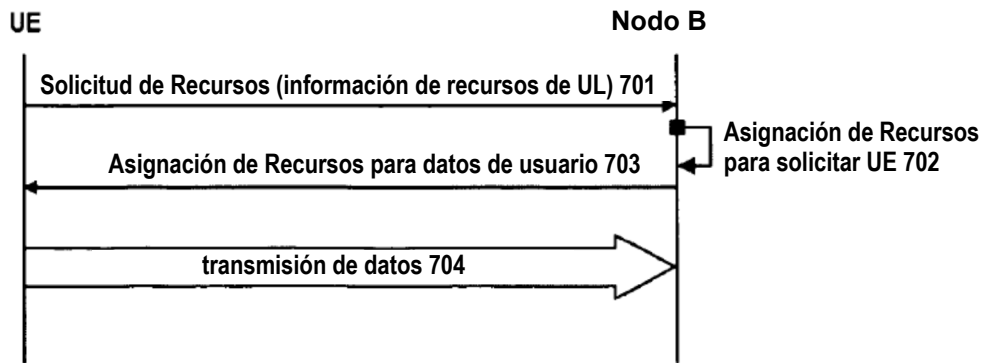 UE
Nodo B
Solicitud de Recursos (información de recursos de UL) 701
Asignación de Recursos
para solicitar UE 702
Asignación de Recursos para datos de usuario 703
transmisión de datos 704